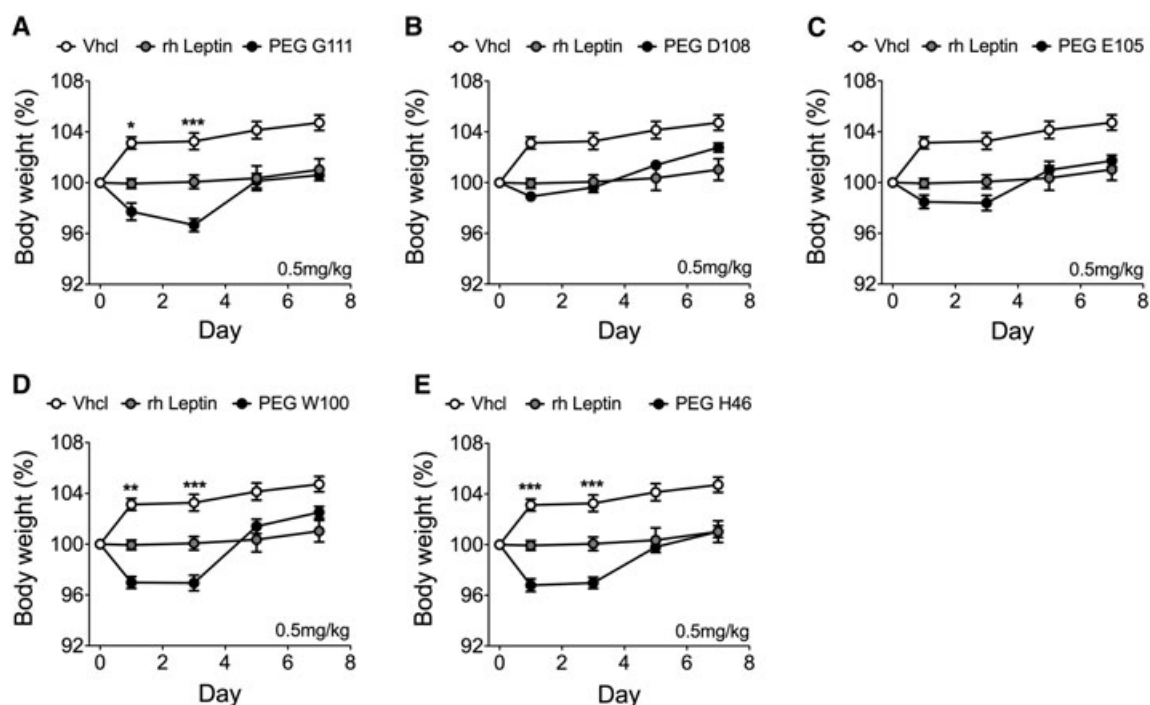 A B C
Vhcl rh Leptin PEG G111
Vhcl rh Leptin PEG D108
Vhcl rh Leptin PEG E105
Body weight (%)
108
104
100
96
92
* ***
0.5mg/kg
0 2 4 6 8
Day
Body weight (%)
108
104
100
96
92
0.5mg/kg
0 2 4 6 8
Day
Body weight (%)
108
104
100
96
92
0.5mg/kg
0 2 4 6 8
Day
D E
Vhcl rh Leptin PEG W100
Vhcl rh Leptin PEG H46
Body weight (%)
108
104
100
96
92
** ***
0.5mg/kg
0 2 4 6 8
Day
Body weight (%)
108
104
100
96
92
*** ***
0.5mg/kg
0 2 4 6 8
Day